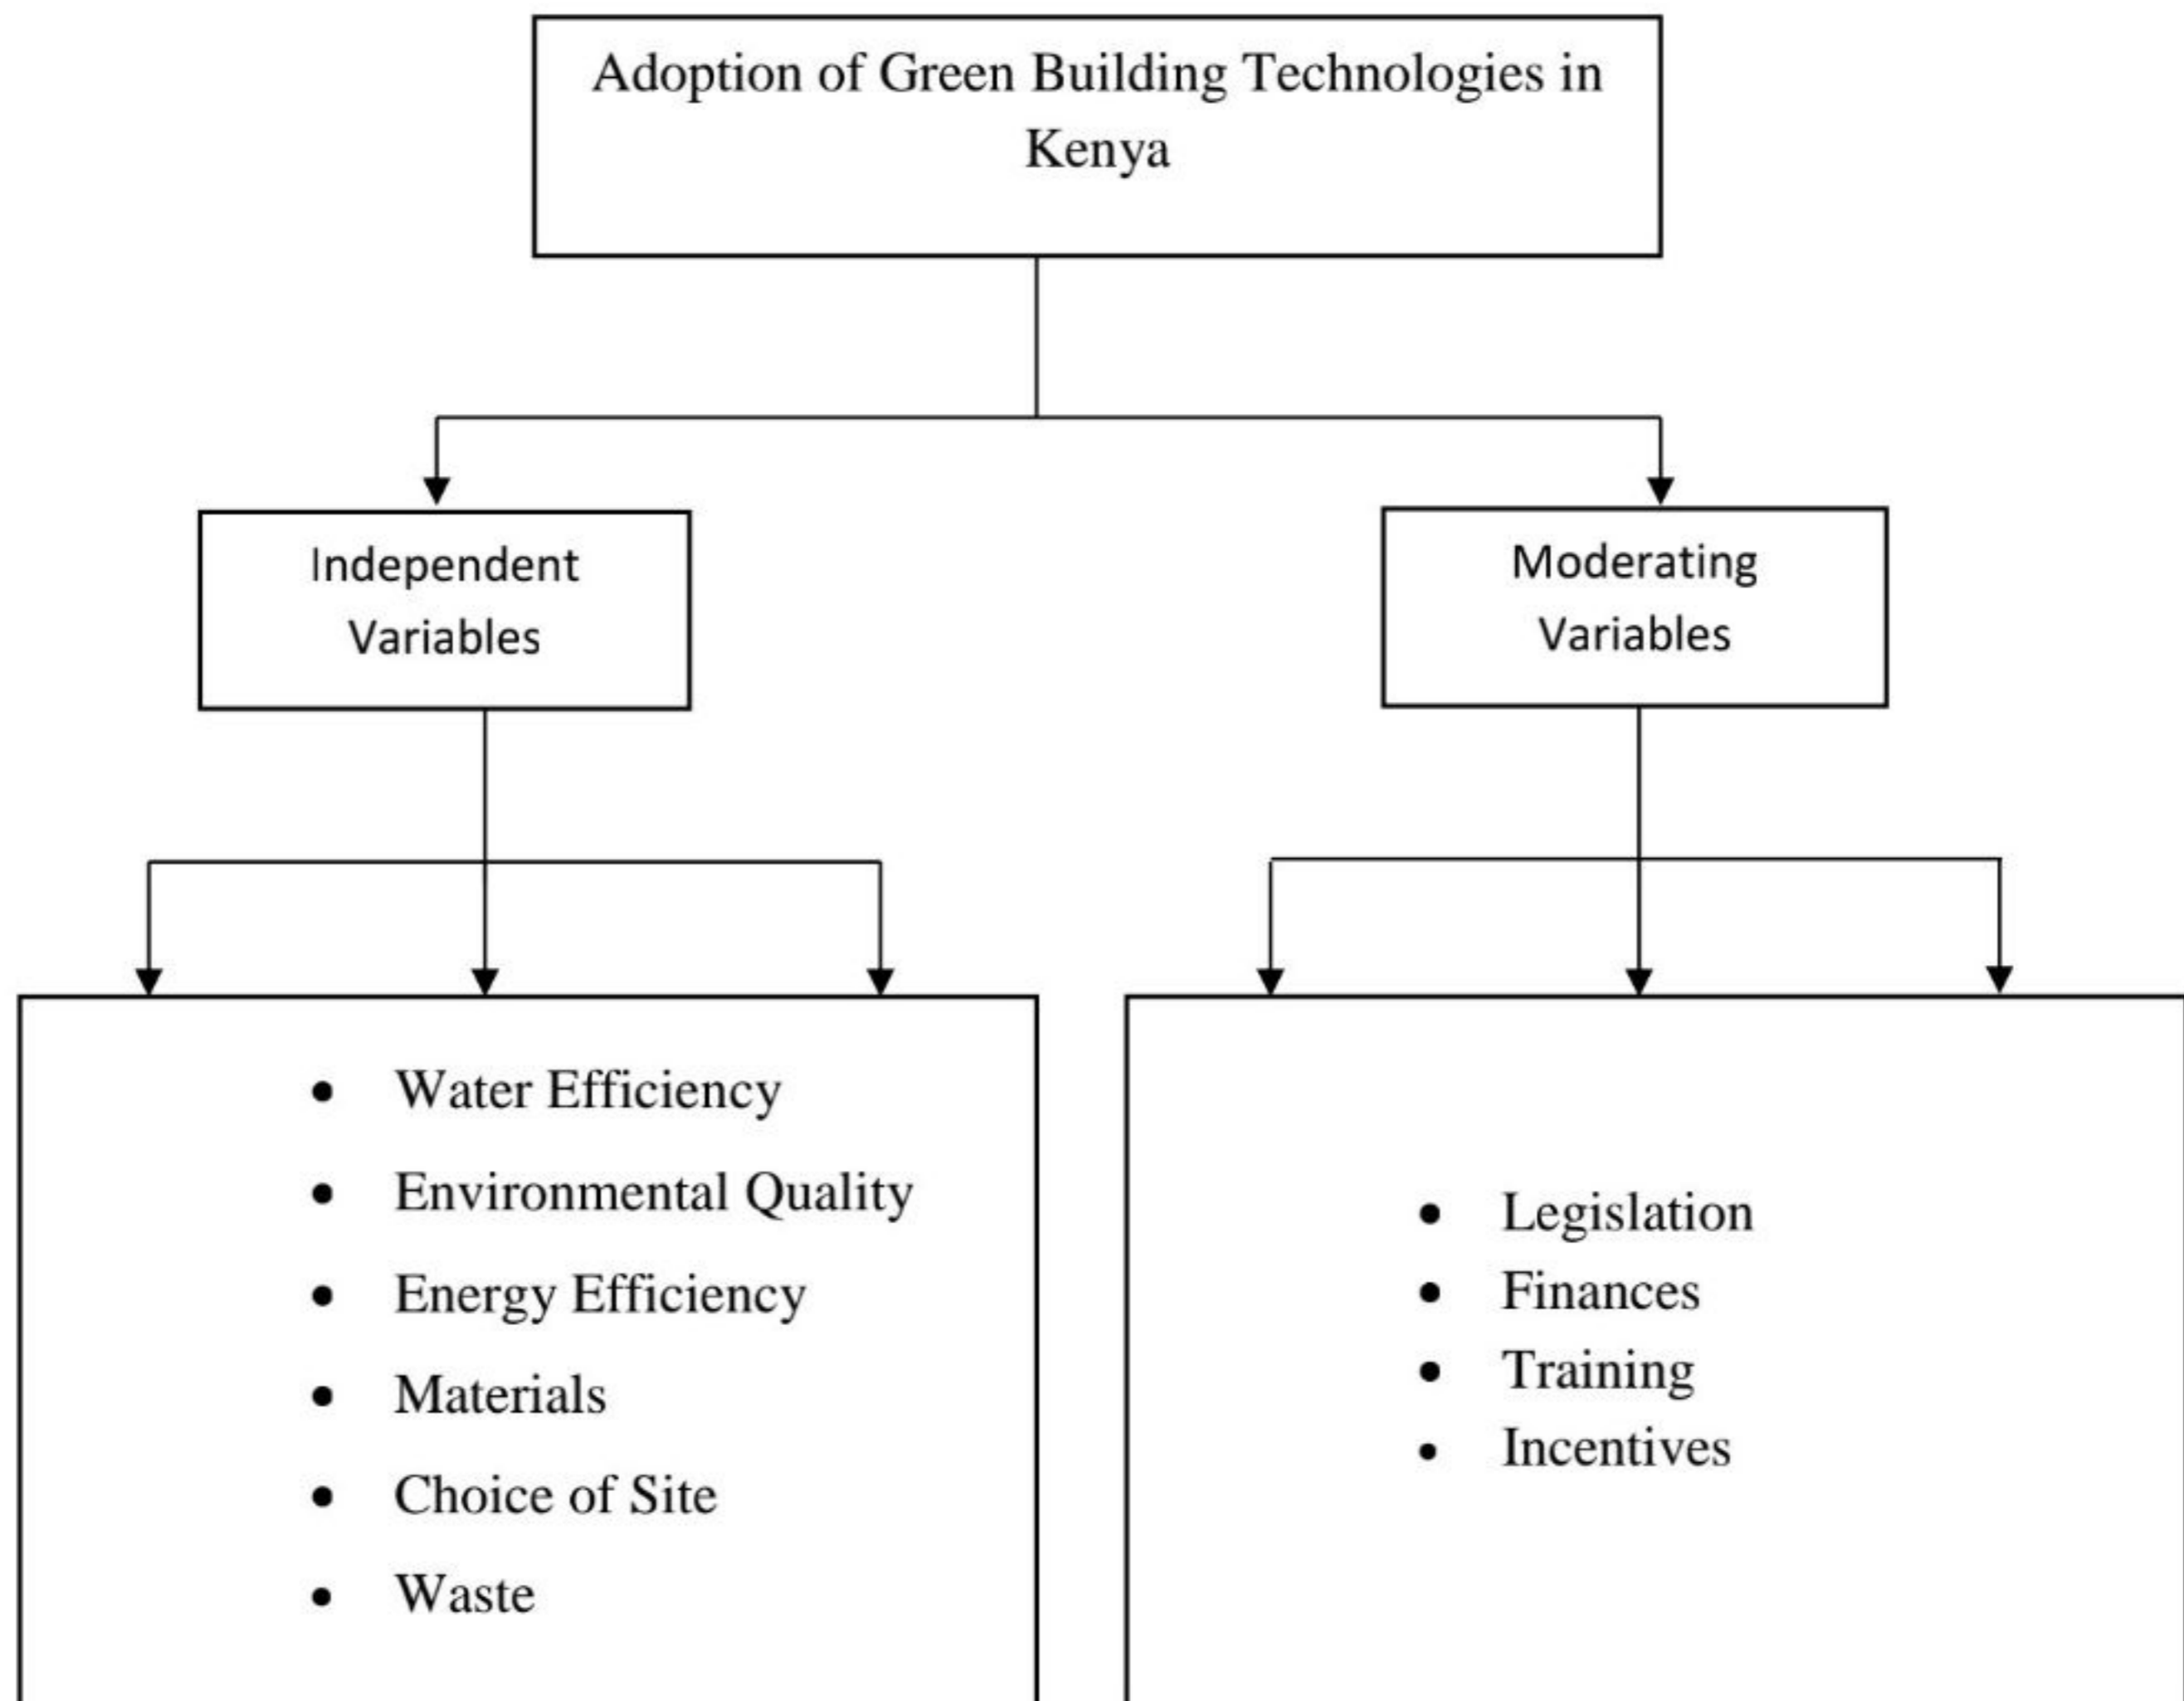 Adoption of Green Building Technologies in
Kenya
Independent
Variables
Moderating
Variables
• Water Efficiency
• Environmental Quality
• Energy Efficiency
• Materials
• Choice of Site
• Waste
• Legislation
• Finances
• Training
• Incentives